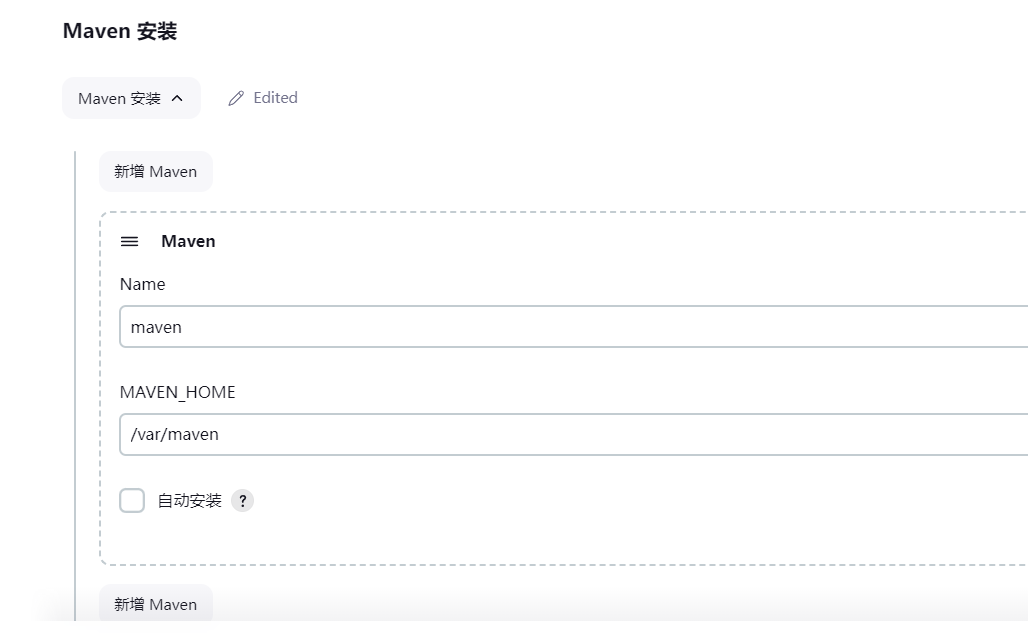 Maven 安装
Maven 安装
Edited
新增 Maven
Maven
Name
maven
MAVEN_HOME
/var/maven
自动安装 ?
新增 Maven